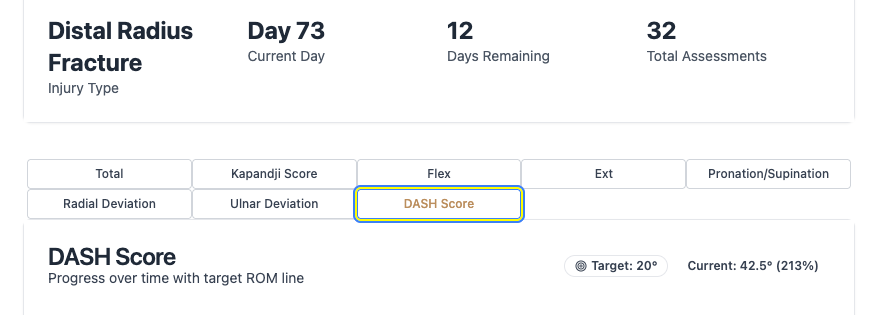 Distal Radius
Fracture
Injury Type
Day 73
Current Day
12
Days Remaining
32
Total Assessments
Total
Kapandji Score
Flex
Ext
Pronation/Supination
Radial Deviation
Ulnar Deviation
DASH Score
DASH Score
Progress over time with target ROM line
Target: 20°
Current: 42.5° (213%)